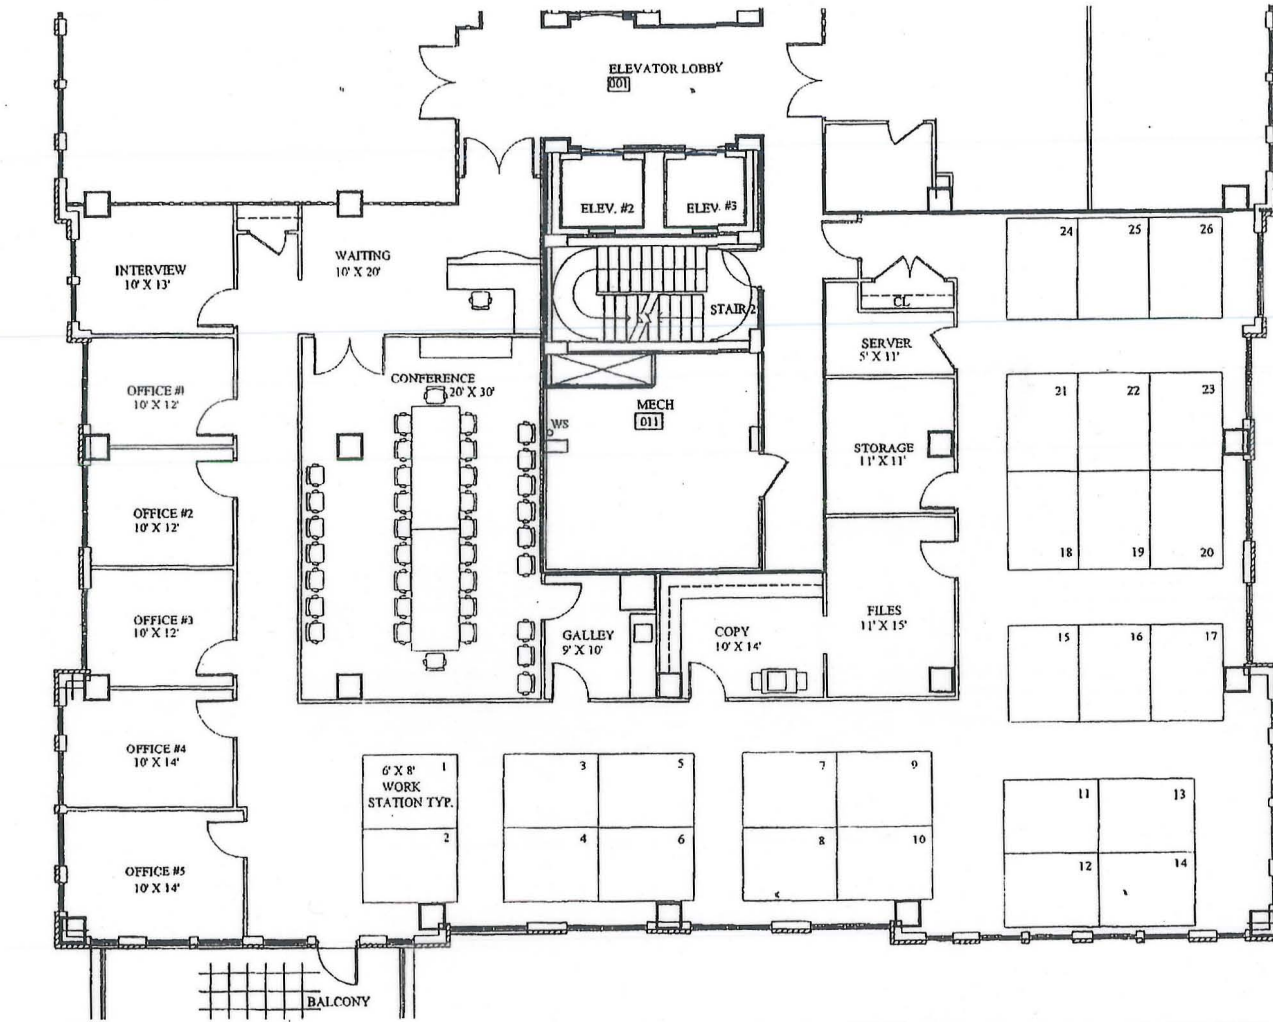 ELEVATOR LOBBY
001
ELEV. #2
ELEV. #3
24
25
26
WAITING
10' X 20'
INTERVIEW
10' X 13'
STAIR 2
CL
SERVER
5' X 11'
CONFERENCE
20' X 30'
OFFICE #1
10' X 12'
MECH
011
WS
21
22
23
STORAGE
11' X 11'
OFFICE #2
10' X 12'
18
19
20
OFFICE #3
10' X 12'
GALLEY
9' X 10'
COPY
10' X 14'
FILES
11' X 15'
15
16
17
OFFICE #4
10' X 14'
6' X 8'
WORK
STATION TYP.
1
3
5
7
9
11
13
2
4
6
8
10
12
14
OFFICE #5
10' X 14'
BALCONY